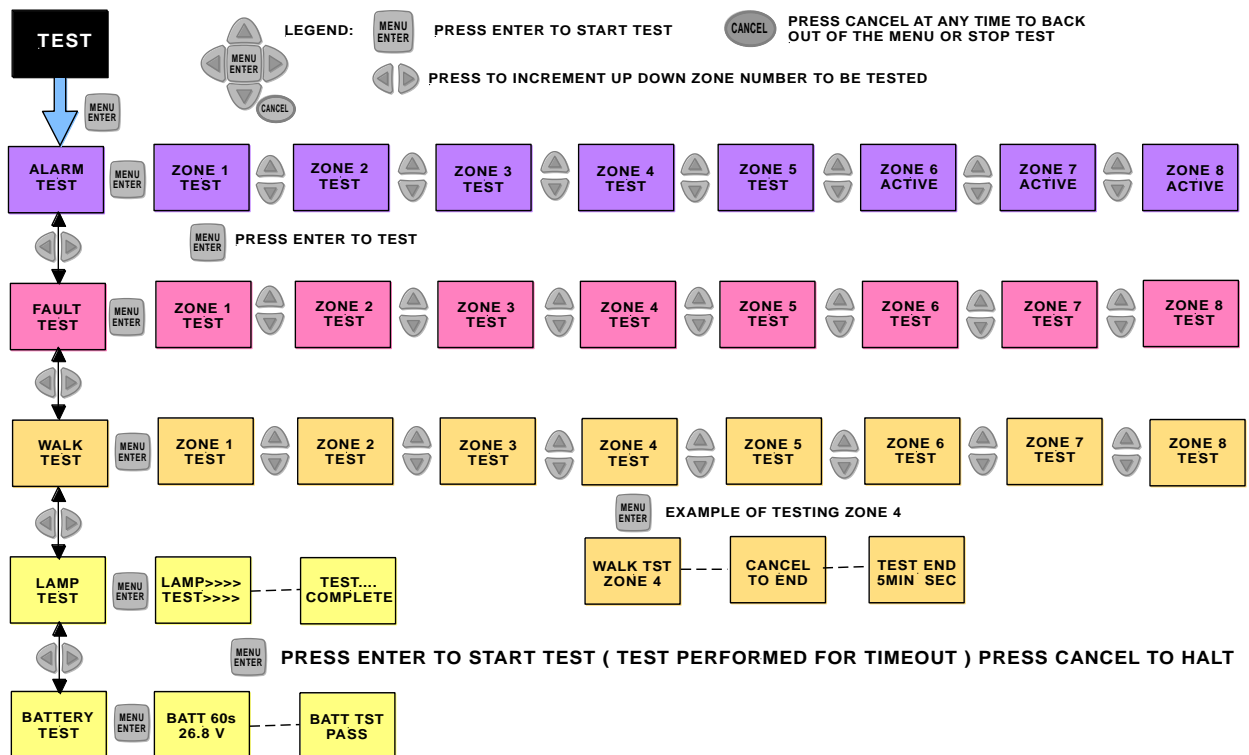 TEST
MENU
ENTER
CANCEL
LEGEND:
MENU
ENTER
PRESS ENTER TO START TEST
CANCEL
PRESS CANCEL AT ANY TIME TO BACK
OUT OF THE MENU OR STOP TEST
PRESS TO INCREMENT UP DOWN ZONE NUMBER TO BE TESTED
MENU
ENTER
ALARM
TEST
MENU
ENTER
ZONE 1
TEST
ZONE 2
TEST
ZONE 3
TEST
ZONE 4
TEST
ZONE 5
TEST
ZONE 6
ACTIVE
ZONE 7
ACTIVE
ZONE 8
ACTIVE
MENU
ENTER
PRESS ENTER TO TEST
FAULT
TEST
MENU
ENTER
ZONE 1
TEST
ZONE 2
TEST
ZONE 3
TEST
ZONE 4
TEST
ZONE 5
TEST
ZONE 6
TEST
ZONE 7
TEST
ZONE 8
TEST
WALK
TEST
MENU
ENTER
ZONE 1
TEST
ZONE 2
TEST
ZONE 3
TEST
ZONE 4
TEST
ZONE 5
TEST
ZONE 6
TEST
ZONE 7
TEST
ZONE 8
TEST
MENU
ENTER
EXAMPLE OF TESTING ZONE 4
WALK TST
ZONE 4
CANCEL
TO END
TEST END
5MIN SEC
LAMP
TEST
MENU
ENTER
LAMP>>>>
TEST>>>>
TEST....
COMPLETE
MENU
ENTER
PRESS ENTER TO START TEST ( TEST PERFORMED FOR TIMEOUT ) PRESS CANCEL TO HALT
BATTERY
TEST
MENU
ENTER
BATT 60s
26.8 V
BATT TST
PASS